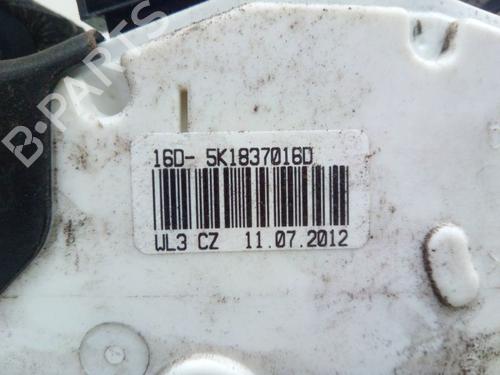 B-PARTS
16D- 5K1837016D
WL3 CZ 11.07.2012